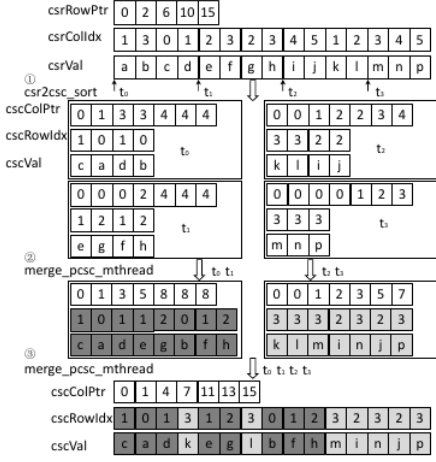 csrRowPtr 0 2 6 10 15
csrColIdx 1 3 0 1 2 3 2 3 4 5 1 2 3 4 5
csrVal a b c d e f g h i j k l m n p
①
csr2csc_sort t₀ t₁ t₂ t₃
cscColPtr 0 1 3 3 4 4 4
cscRowIdx 1 0 1 0
cscVal c a d b
t₀
0 0 1 2 2 3 4
3 3 2 2
k l i j
t₂
0 0 0 2 4 4 4
1 2 1 2
e g f h
t₁
0 0 0 0 1 2 3
3 3 3
m n p
t₃
②
merge_pcsc_mthread t₀ t₁ t₂ t₃
0 1 3 5 8 8 8
1 0 1 1 2 0 1 2
c a d e g b f h
0 0 1 2 3 5 7
3 3 3 2 3 2 3
k l m i n j p
③
merge_pcsc_mthread t₀ t₁ t₂ t₃
cscColPtr 0 1 4 7 11 13 15
cscRowIdx 1 0 1 3 1 2 3 0 1 2 3 2 3 2 3
cscVal c a d k e g l b f h m i n j p